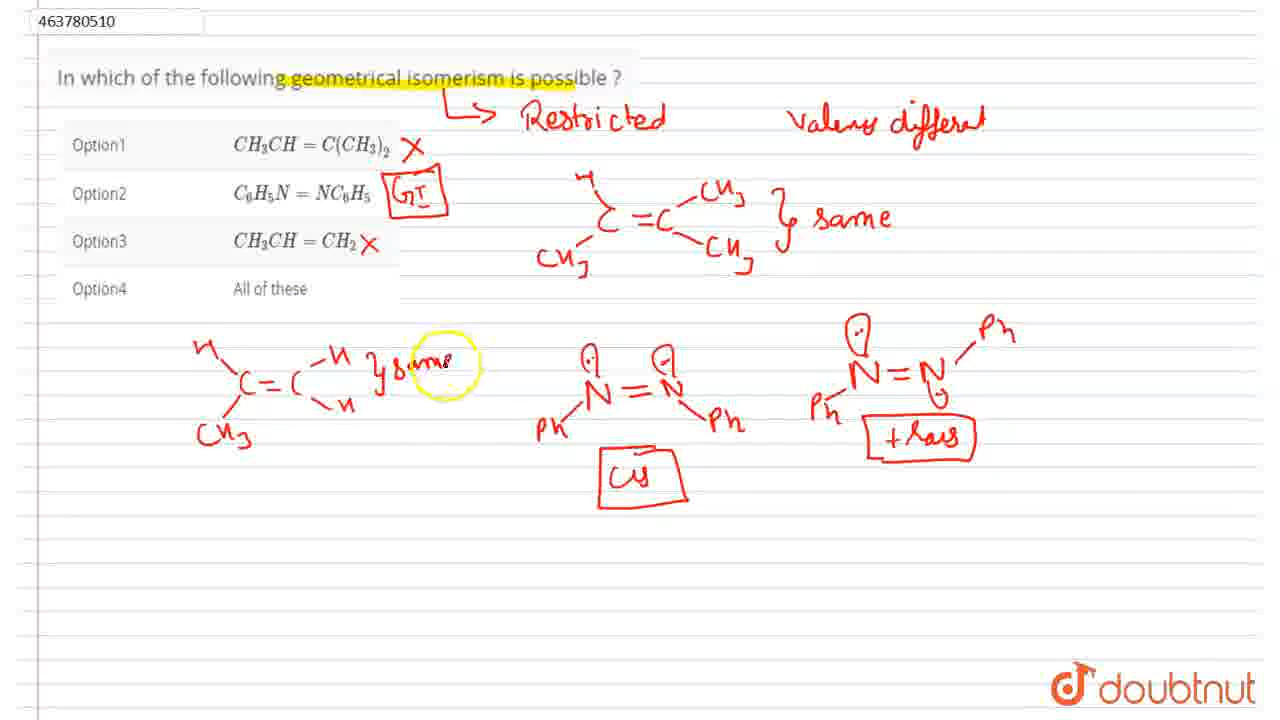 463780510
In which of the following geometrical isomerism is possible ?
Restricted
Valency different
Option1 CH₃CH = C(CH₃)₂ X
Option2 C₆H₅N = NC₆H₅ GI
Option3 CH₃CH = CH₂ X
Option4 All of these
H CH₃
C = C } same
CH₃ CH₃
H H
C = C } same
CH₃ H
N = N
Ph Ph
cis
Ph
N = N
Ph
trans
doubtnut